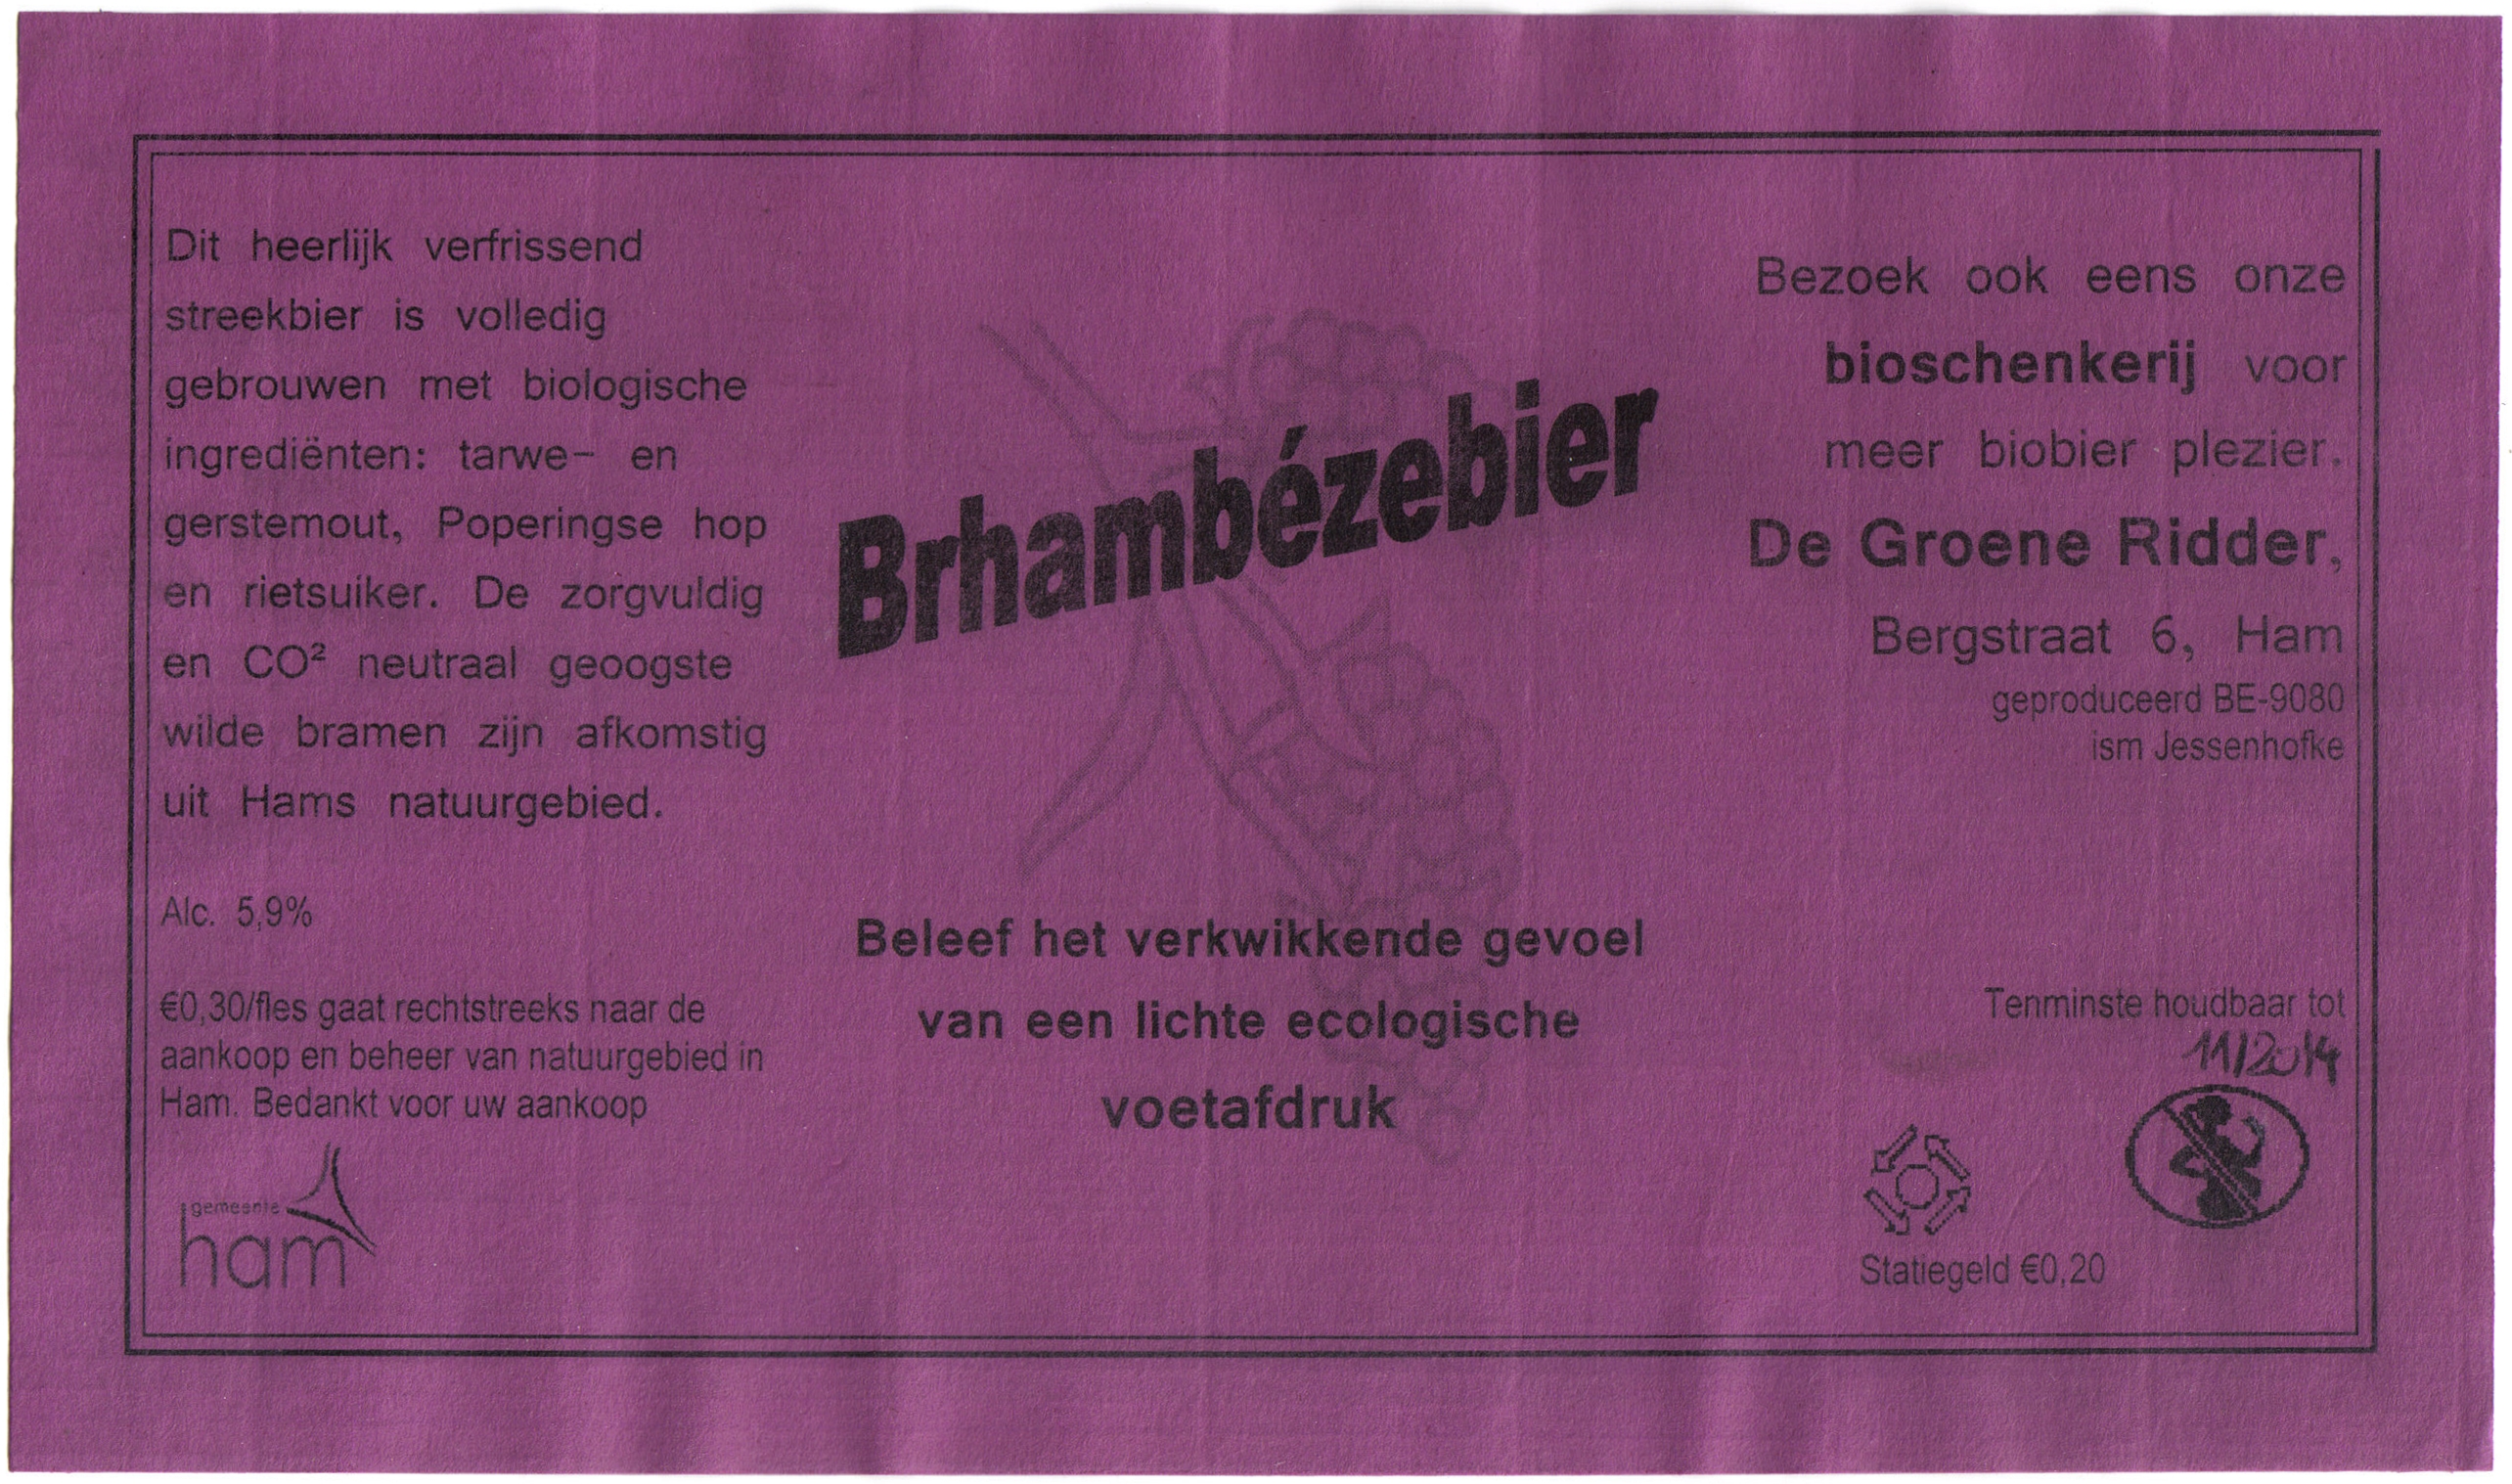 Dit heerlijk verfrissend
streekbier is volledig
gebrouwen met biologische
ingrediënten: tarwe- en
gerstemout, Poperingse hop
en rietsuiker. De zorgvuldig
en CO² neutraal geoogste
wilde bramen zijn afkomstig
uit Hams natuurgebied.
Alc. 5,9%
€0,30/fles gaat rechtstreeks naar de
aankoop en beheer van natuurgebied in
Ham. Bedankt voor uw aankoop
gemeente
ham
Brhambézebier
Beleef het verkwikkende gevoel
van een lichte ecologische
voetafdruk
Bezoek ook eens onze
bioschenkerij voor
meer biobier plezier.
De Groene Ridder,
Bergstraat 6, Ham
geproduceerd BE-9080
ism Jessenhofke
Tenminste houdbaar tot
11/2014
Statiegeld €0,20